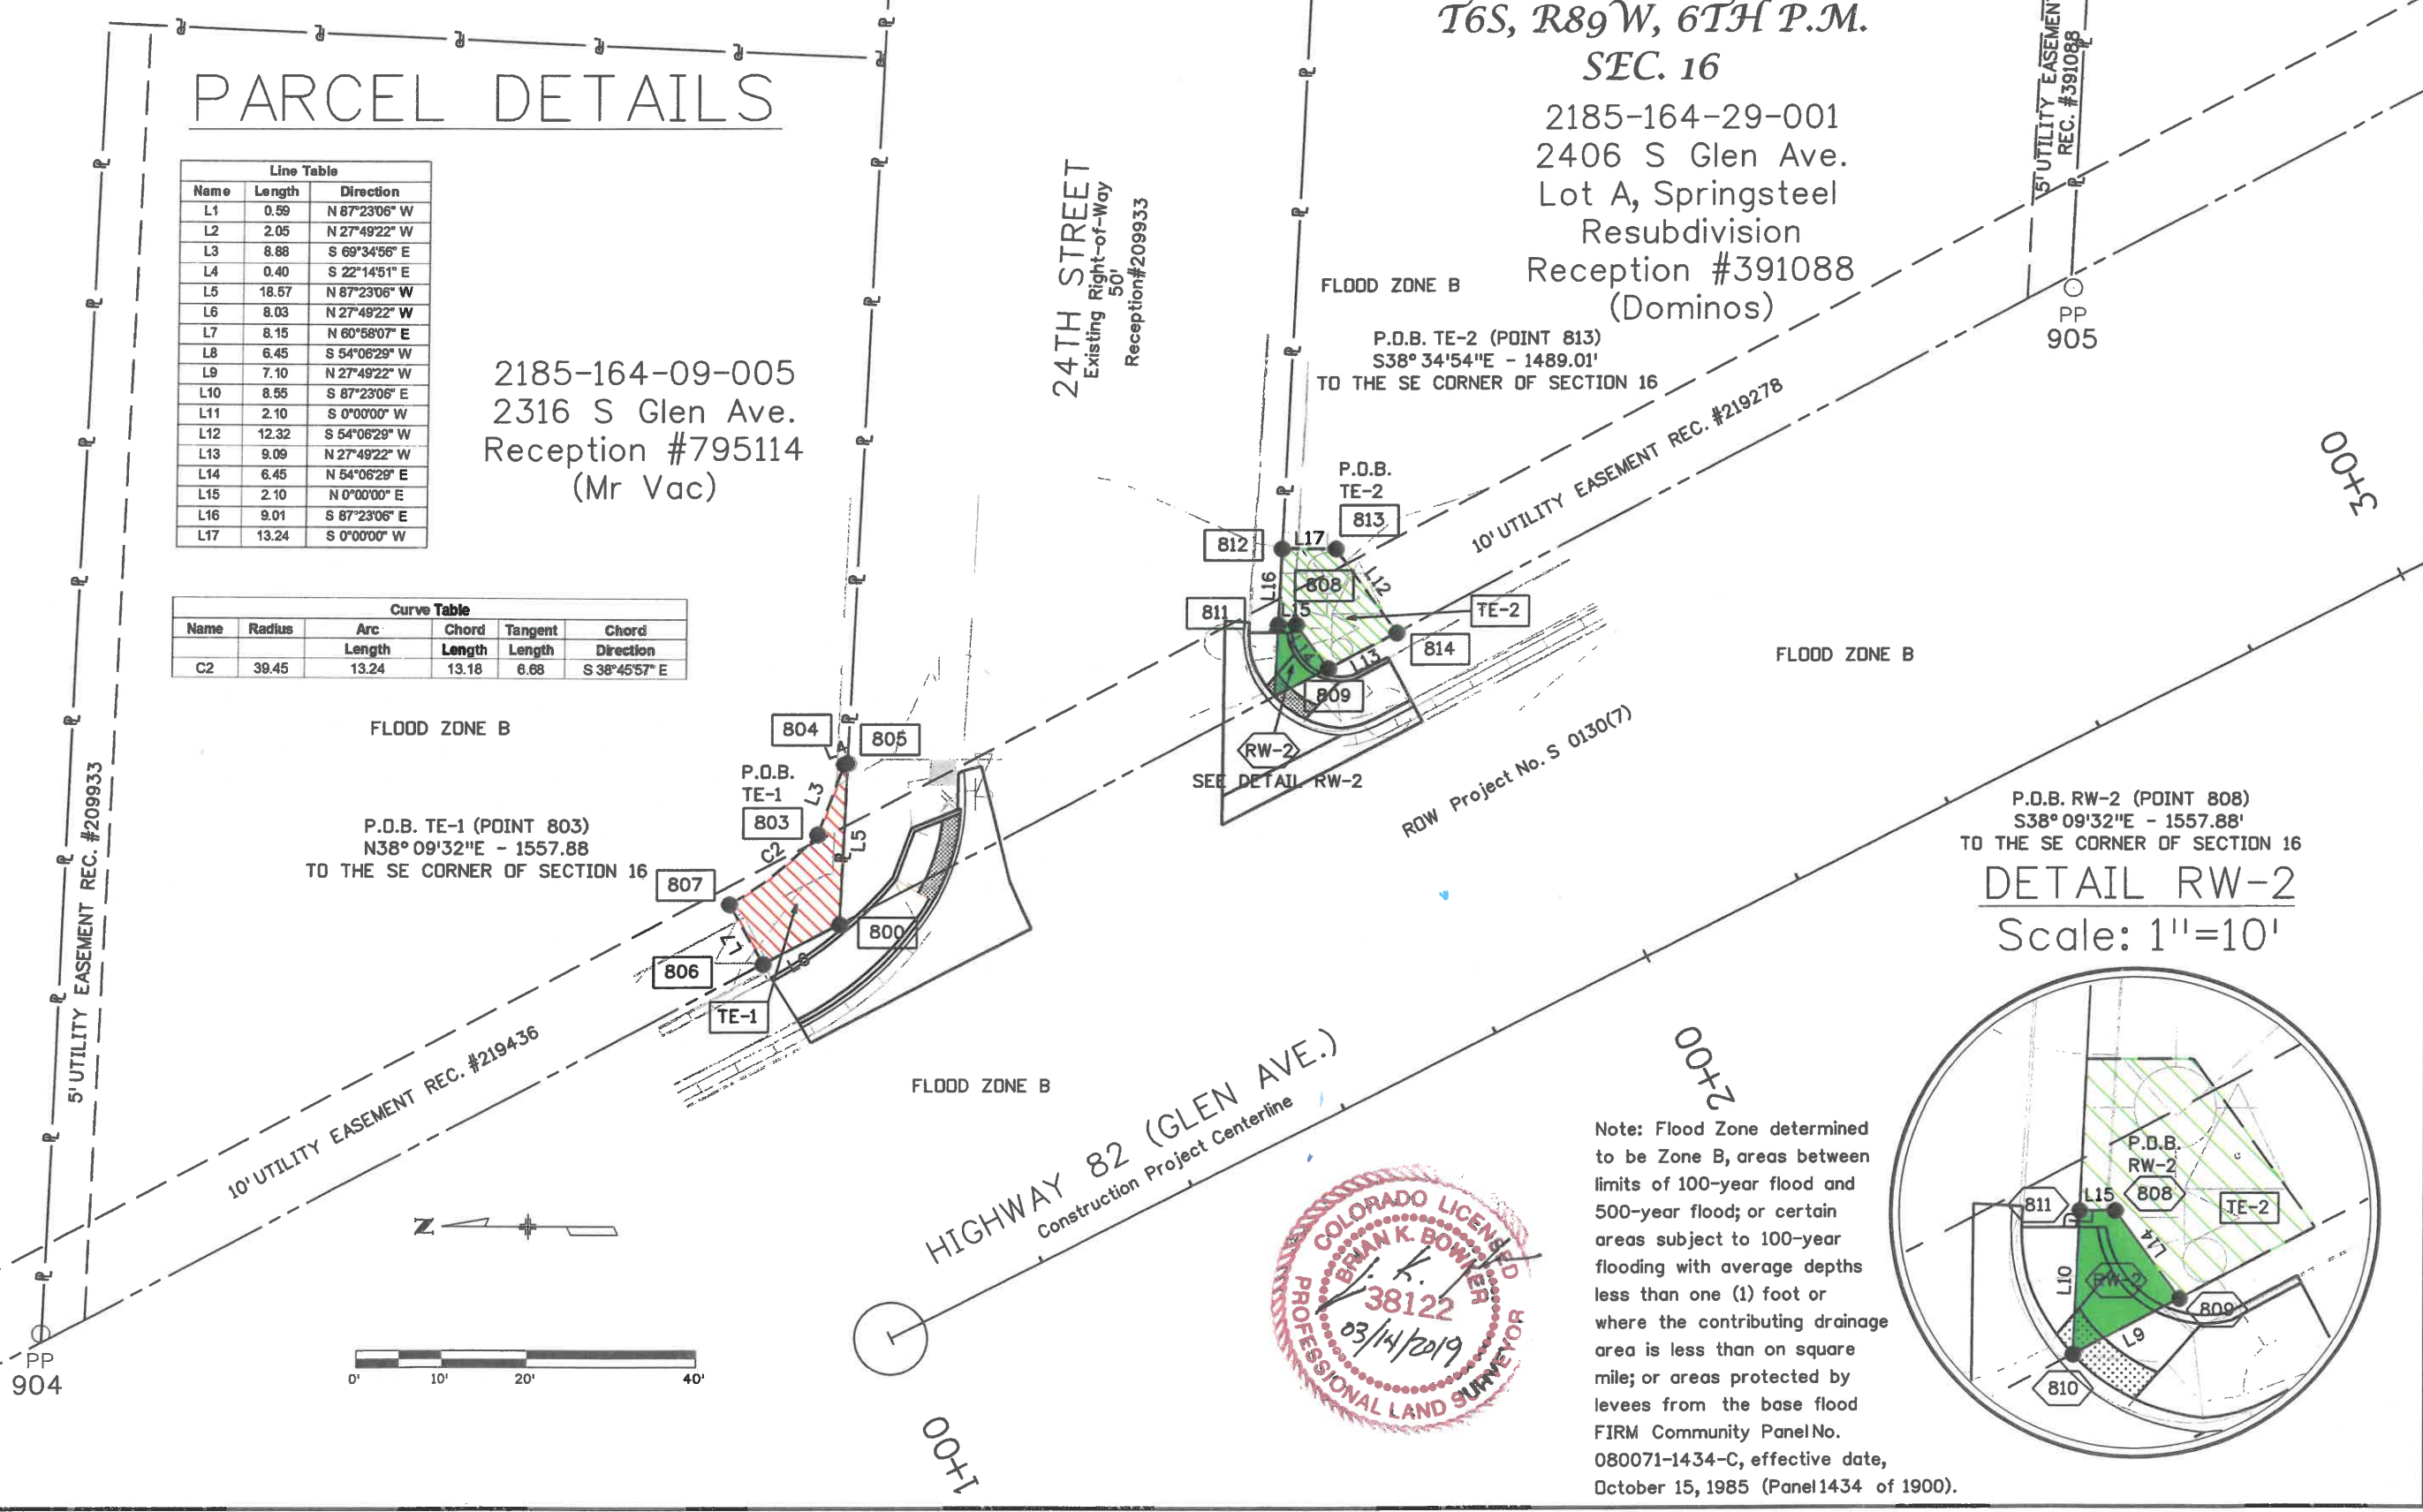 PARCEL DETAILS
Line Table
Name Length Direction
L1 0.59 N 87°23'06" W
L2 2.05 N 27°49'22" W
L3 8.88 S 69°34'56" E
L4 0.40 S 22°14'51" E
L5 18.57 N 87°23'06" W
L6 8.03 N 27°49'22" W
L7 8.15 N 60°58'07" E
L8 6.45 S 54°06'29" W
L9 7.10 N 27°49'22" W
L10 8.55 S 87°23'06" E
L11 2.10 S 0°00'00" W
L12 12.32 S 54°06'29" W
L13 9.09 N 27°49'22" W
L14 6.45 N 54°06'29" E
L15 2.10 N 0°00'00" E
L16 9.01 S 87°23'06" E
L17 13.24 S 0°00'00" W
Curve Table
Name Radius Arc Chord Tangent Chord
Length Length Length Direction
C2 39.45 13.24 13.18 6.68 S 38°45'57" E
2185-164-09-005
2316 S Glen Ave.
Reception #795114
(Mr Vac)
24TH STREET
Existing Right-of-Way
50'
Reception#209933
T6S, R89W, 6TH P.M.
SEC. 16
2185-164-29-001
2406 S Glen Ave.
Lot A, Springsteel
Resubdivision
Reception #391088
(Dominos)
FLOOD ZONE B
P.O.B. TE-2 (POINT 813)
S38° 34'54"E - 1489.01'
TO THE SE CORNER OF SECTION 16
5' UTILITY EASEMENT
REC. #391088
PP
905
10' UTILITY EASEMENT REC. #219278
3+00
P.O.B.
TE-2
813
812
L17
L16
808
L12
811
L15
TE-2
814
L13
809
RW-2
SEE DETAIL RW-2
ROW Project No. S 0130(7)
FLOOD ZONE B
FLOOD ZONE B
804
805
P.O.B.
TE-1
L3
803
L5
C2
P.O.B. TE-1 (POINT 803)
N38° 09'32"E - 1557.88
TO THE SE CORNER OF SECTION 16
807
800
L7
806
TE-1
5' UTILITY EASEMENT REC. #209933
10' UTILITY EASEMENT REC. #219436
FLOOD ZONE B
PP
904
Z
0' 10' 20' 40'
HIGHWAY 82 (GLEN AVE.)
Construction Project Centerline
1+00
2+00
COLORADO LICENSED
BRIAN K. BOWKER
38122
03/14/2019
PROFESSIONAL LAND SURVEYOR
Note: Flood Zone determined
to be Zone B, areas between
limits of 100-year flood and
500-year flood; or certain
areas subject to 100-year
flooding with average depths
less than one (1) foot or
where the contributing drainage
area is less than on square
mile; or areas protected by
levees from the base flood
FIRM Community Panel No.
080071-1434-C, effective date,
October 15, 1985 (Panel 1434 of 1900).
P.O.B. RW-2 (POINT 808)
S38° 09'32"E - 1557.88'
TO THE SE CORNER OF SECTION 16
DETAIL RW-2
Scale: 1"=10'
P.O.B.
RW-2
811
L15
808
TE-2
L14
L10
RW-2
809
L9
810